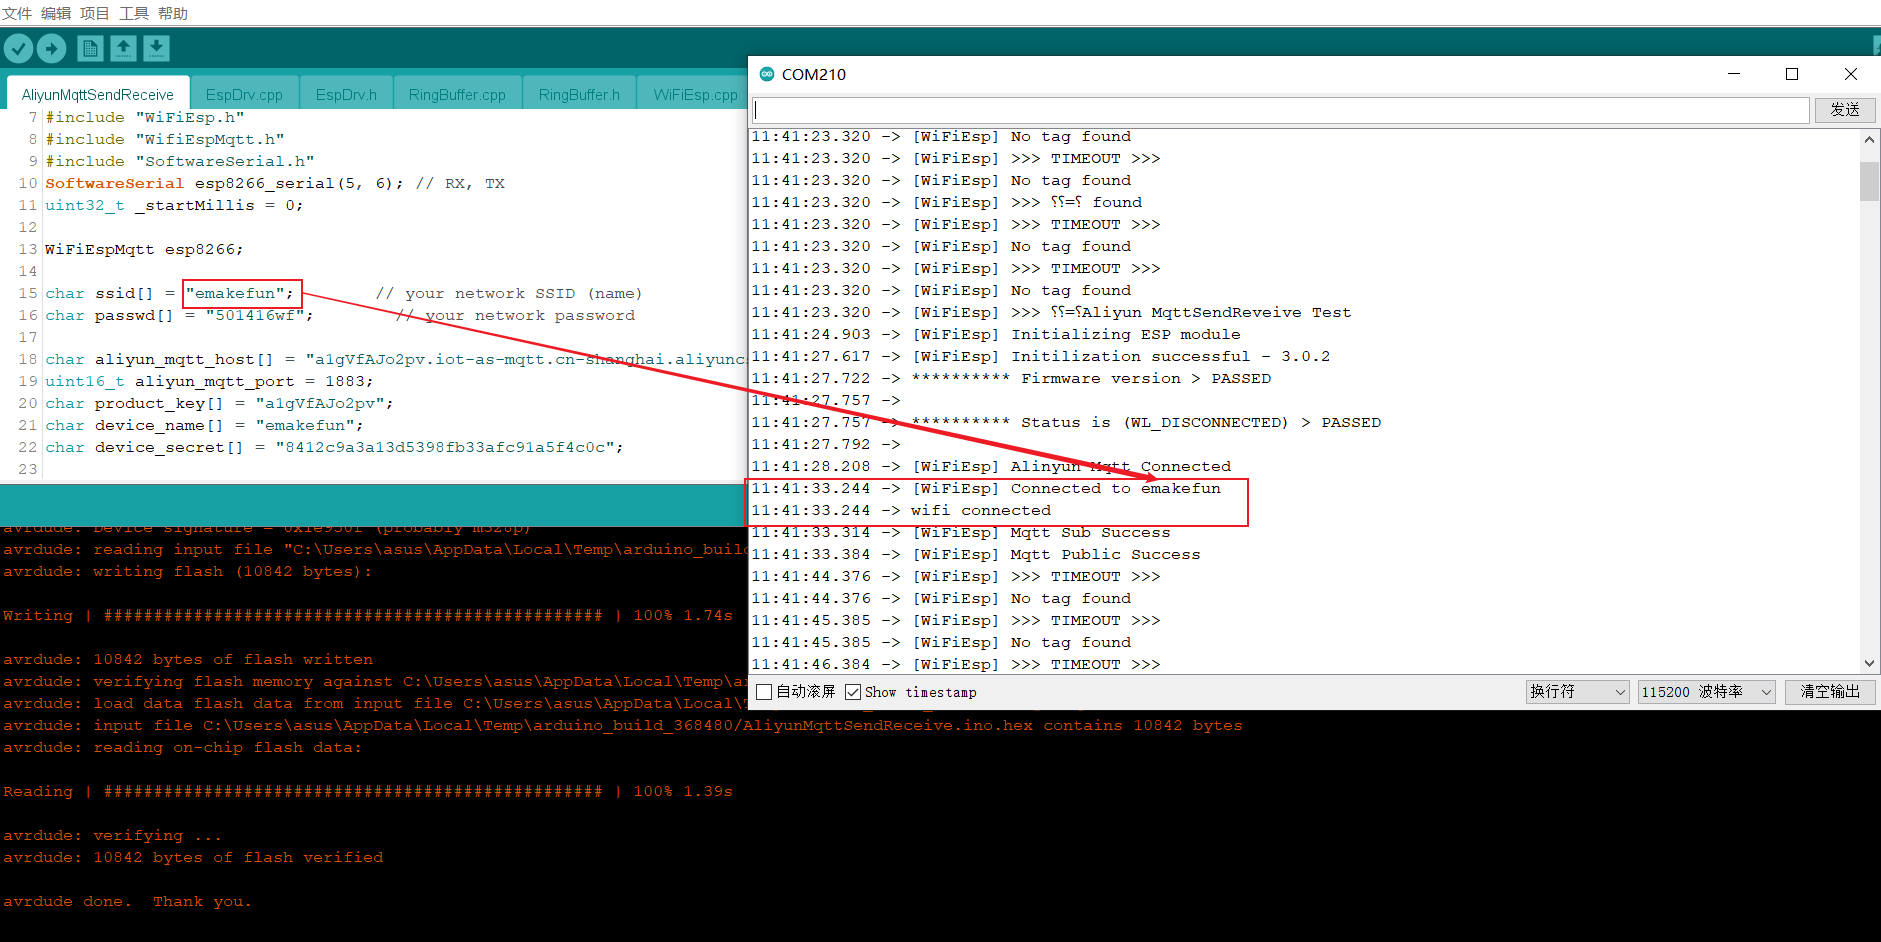 文件 编辑 项目 工具 帮助
AliyunMqttSendReceive EspDrv.cpp EspDrv.h RingBuffer.cpp RingBuffer.h WiFiEsp.cpp
7 #include "WiFiEsp.h"
8 #include "WifiEspMqtt.h"
9 #include "SoftwareSerial.h"
10 SoftwareSerial esp8266_serial(5, 6); // RX, TX
11 uint32_t _startMillis = 0;
12
13 WiFiEspMqtt esp8266;
14
15 char ssid[] = "emakefun"; // your network SSID (name)
16 char passwd[] = "501416wf"; // your network password
17
18 char aliyun_mqtt_host[] = "a1gVfAJo2pv.iot-as-mqtt.cn-shanghai.aliyuncs
19 uint16_t aliyun_mqtt_port = 1883;
20 char product_key[] = "a1gVfAJo2pv";
21 char device_name[] = "emakefun";
22 char device_secret[] = "8412c9a3a13d5398fb33afc91a5f4c0c";
23
avrdude: Device signature = 0x1e950f (probably m328p)
avrdude: reading input file "C:\Users\asus\AppData\Local\Temp\arduino_build
avrdude: writing flash (10842 bytes):
Writing | ################################################## | 100% 1.74s
avrdude: 10842 bytes of flash written
avrdude: verifying flash memory against C:\Users\asus\AppData\Local\Temp\ar
avrdude: load data flash data from input file C:\Users\asus\AppData\Local\
avrdude: input file C:\Users\asus\AppData\Local\Temp\arduino_build_368480/AliyunMqttSendReceive.ino.hex contains 10842 bytes
avrdude: reading on-chip flash data:
Reading | ################################################## | 100% 1.39s
avrdude: verifying ...
avrdude: 10842 bytes of flash verified
avrdude done.  Thank you.
COM210
发送
11:41:23.320 -> [WiFiEsp] No tag found
11:41:23.320 -> [WiFiEsp] >>> TIMEOUT >>>
11:41:23.320 -> [WiFiEsp] No tag found
11:41:23.320 -> [WiFiEsp] >>> ⸮⸮=⸮ found
11:41:23.320 -> [WiFiEsp] >>> TIMEOUT >>>
11:41:23.320 -> [WiFiEsp] No tag found
11:41:23.320 -> [WiFiEsp] >>> TIMEOUT >>>
11:41:23.320 -> [WiFiEsp] No tag found
11:41:23.320 -> [WiFiEsp] >>> ⸮⸮=⸮Aliyun MqttSendReveive Test
11:41:24.903 -> [WiFiEsp] Initializing ESP module
11:41:27.617 -> [WiFiEsp] Initilization successful - 3.0.2
11:41:27.722 -> ********** Firmware version > PASSED
11:41:27.757 ->
11:41:27.757 -> ********** Status is (WL_DISCONNECTED) > PASSED
11:41:27.792 ->
11:41:28.208 -> [WiFiEsp] Alinyun Mqtt Connected
11:41:33.244 -> [WiFiEsp] Connected to emakefun
11:41:33.244 -> wifi connected
11:41:33.314 -> [WiFiEsp] Mqtt Sub Success
11:41:33.384 -> [WiFiEsp] Mqtt Public Success
11:41:44.376 -> [WiFiEsp] >>> TIMEOUT >>>
11:41:44.376 -> [WiFiEsp] No tag found
11:41:45.385 -> [WiFiEsp] >>> TIMEOUT >>>
11:41:45.385 -> [WiFiEsp] No tag found
11:41:46.384 -> [WiFiEsp] >>> TIMEOUT >>>
自动滚屏 Show timestamp 换行符 115200 波特率 清空输出